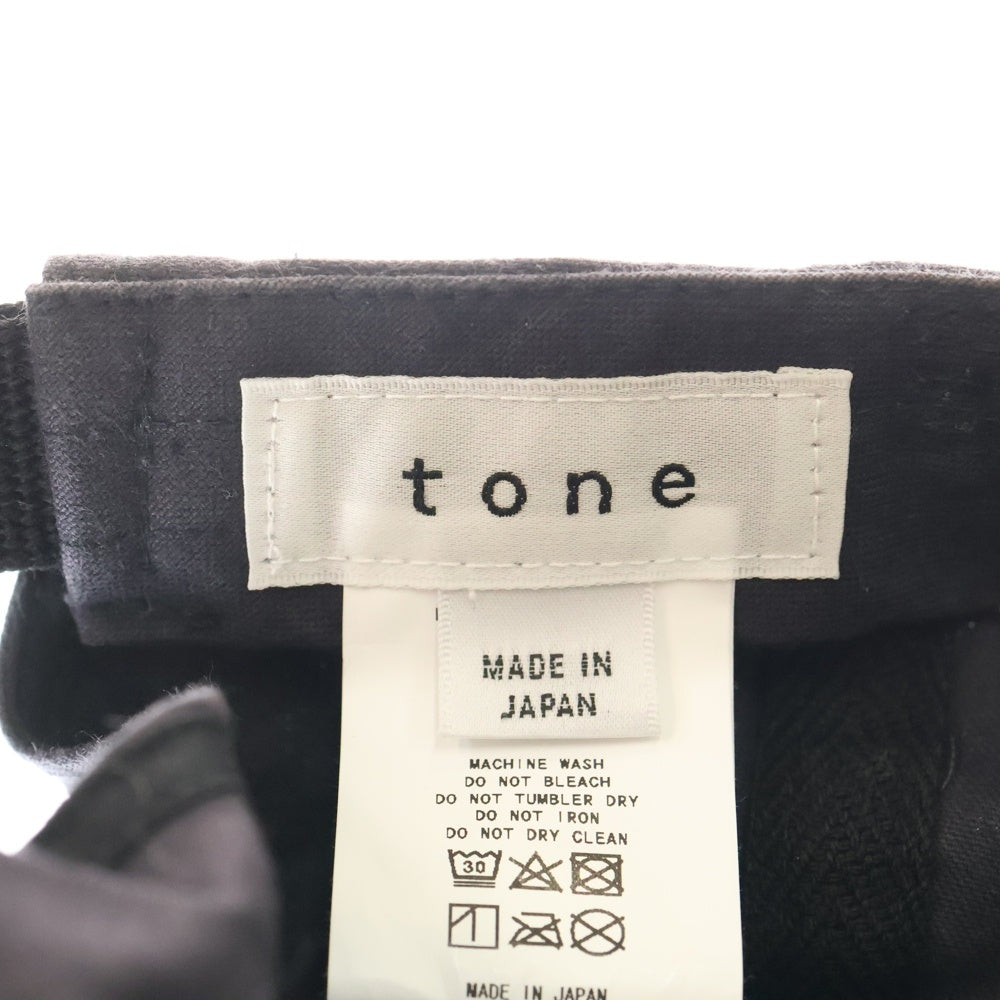 tone
MADE IN
JAPAN
MACHINE WASH
DO NOT BLEACH
DO NOT TUMBLER DRY
DO NOT IRON
DO NOT DRY CLEAN
30
MADE IN JAPAN